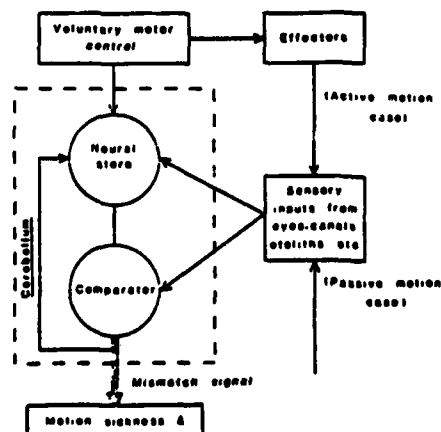 Voluntary motor
control
Effectors
(Active motion
case)
Neural
store
Sensory
inputs from
eyes-canals
otoliths etc
Cerebellum
Comparator
(Passive motion
case)
Mismatch signal
Motion sickness &